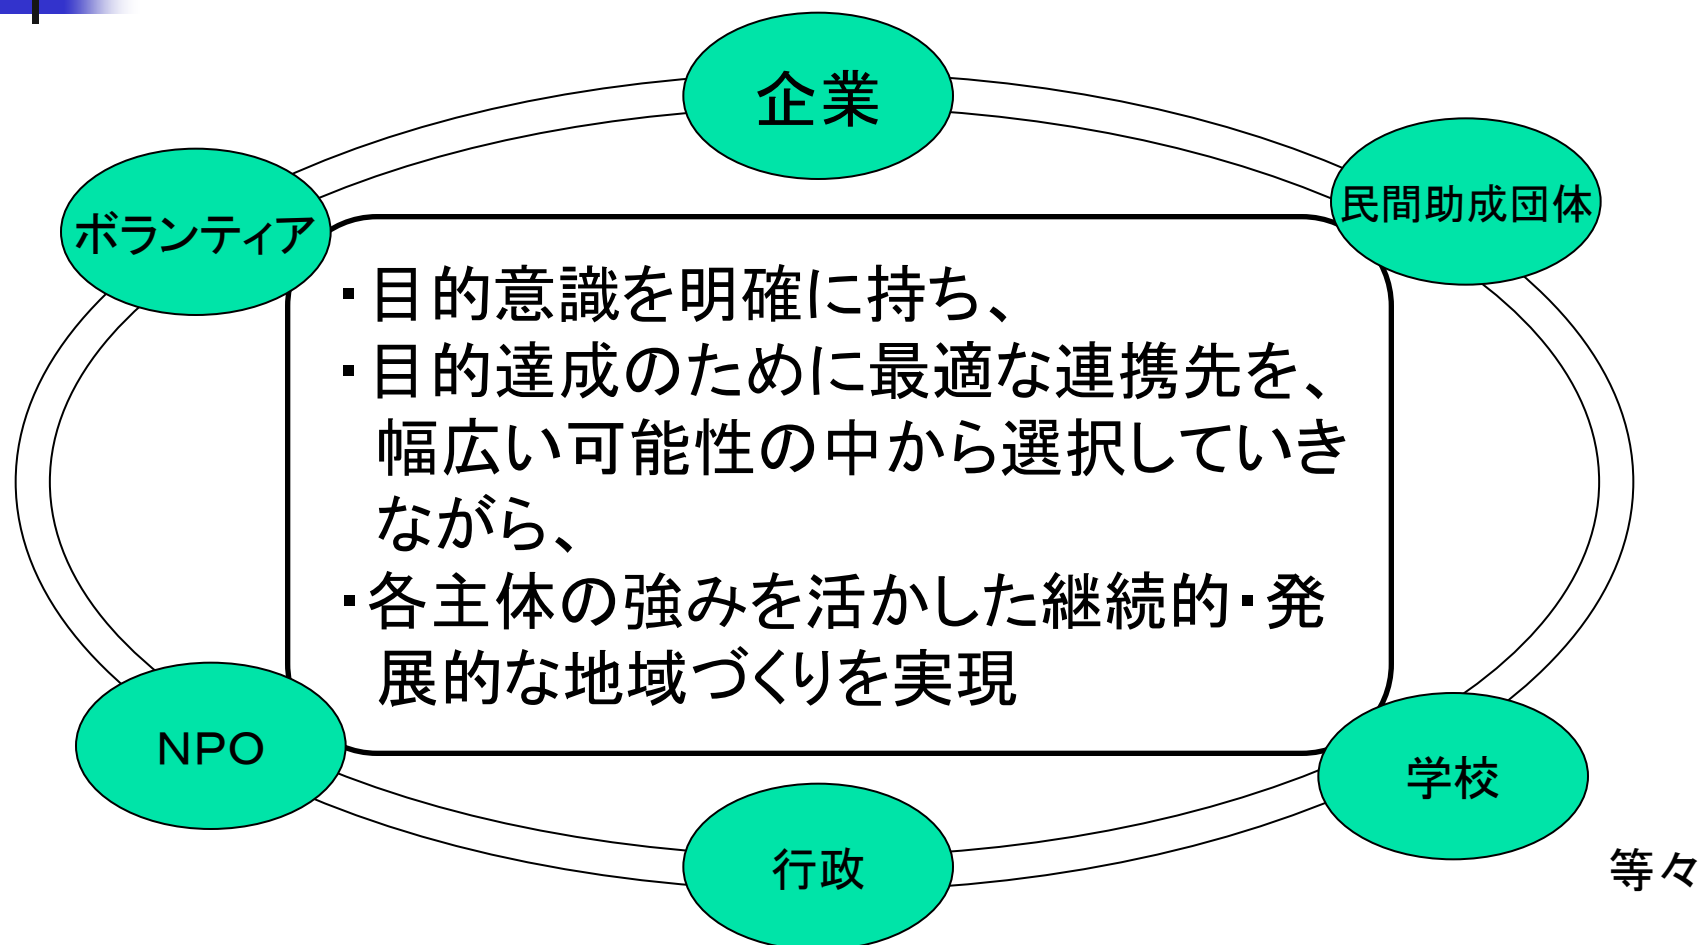 企業
民間助成団体
ボランティア
・目的意識を明確に持ち、
・目的達成のために最適な連携先を、
幅広い可能性の中から選択していき
ながら、
・各主体の強みを活かした継続的・発
展的な地域づくりを実現
NPO
学校
行政
等々